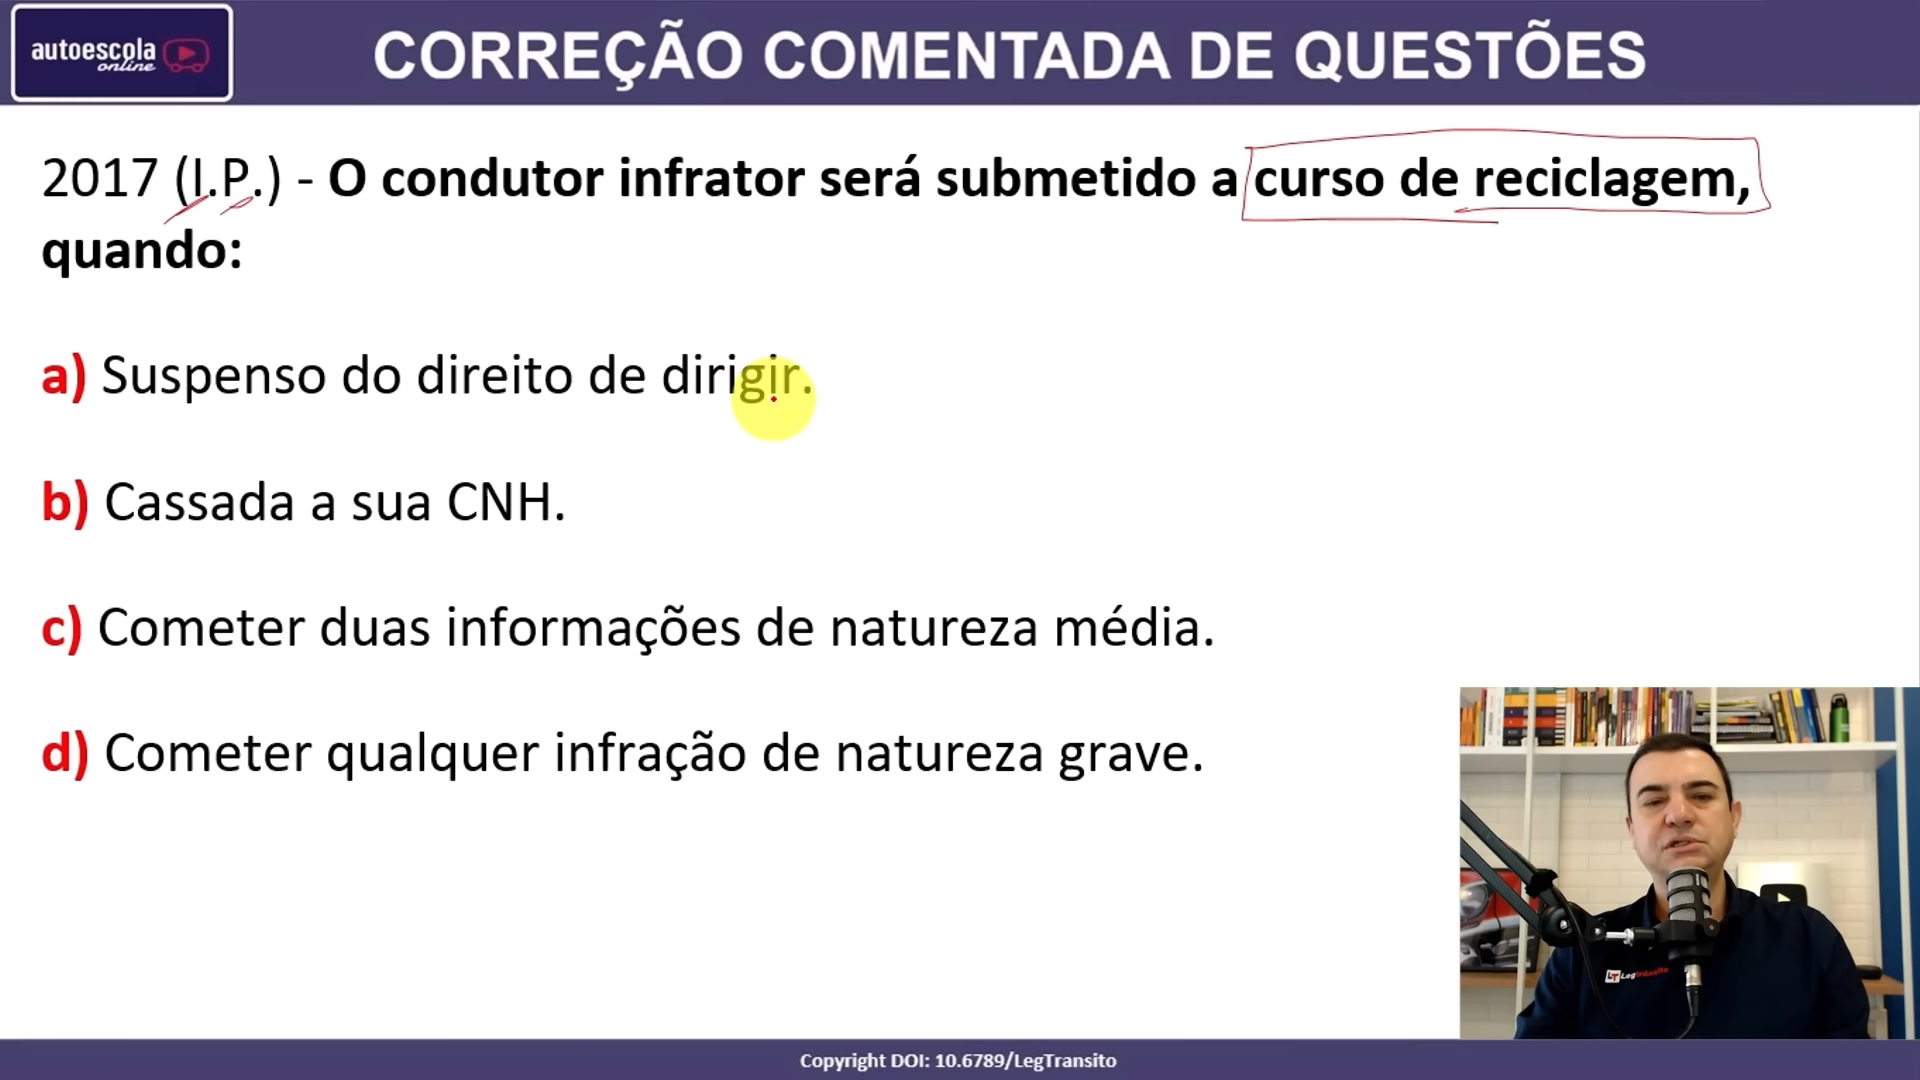 autoescola
online
CORREÇÃO COMENTADA DE QUESTÕES
2017 (I.P.) - O condutor infrator será submetido a curso de reciclagem,
quando:
a) Suspenso do direito de dirigir.
b) Cassada a sua CNH.
c) Cometer duas informações de natureza média.
d) Cometer qualquer infração de natureza grave.
LT Legtrânsito
Copyright DOI: 10.6789/LegTransito